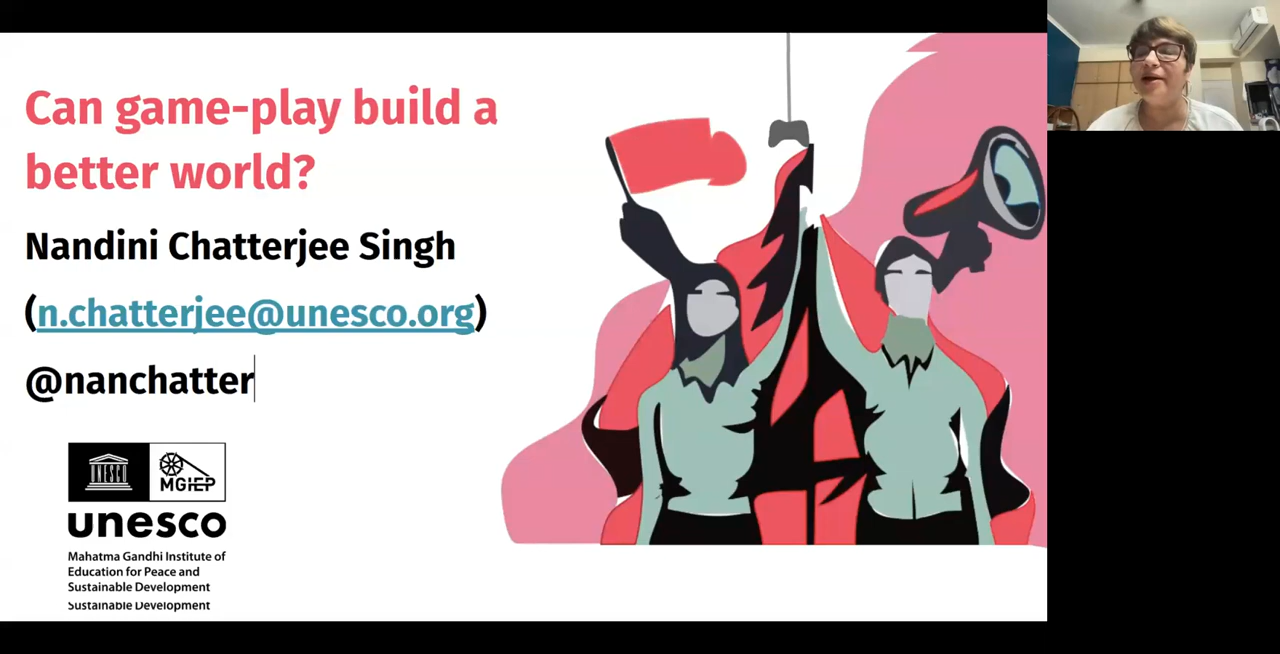 Can game-play build a
better world?
Nandini Chatterjee Singh
(n.chatterjee@unesco.org)
@nanchatter
UNESCO
MGIEP
unesco
Mahatma Gandhi Institute of
Education for Peace and
Sustainable Development
Sustainable Development